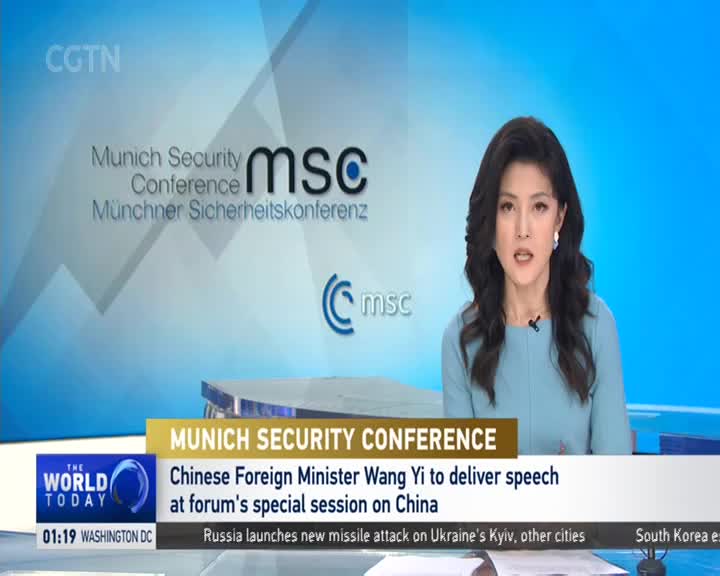 CGTN
Munich Security
Conference
msc
Münchner Sicherheitskonferenz
msc
MUNICH SECURITY CONFERENCE
Chinese Foreign Minister Wang Yi to deliver speech
at forum's special session on China
THE
WORLD
TODAY
01:19 WASHINGTON DC
Russia launches new missile attack on Ukraine's Kyiv, other cities
South Korea es